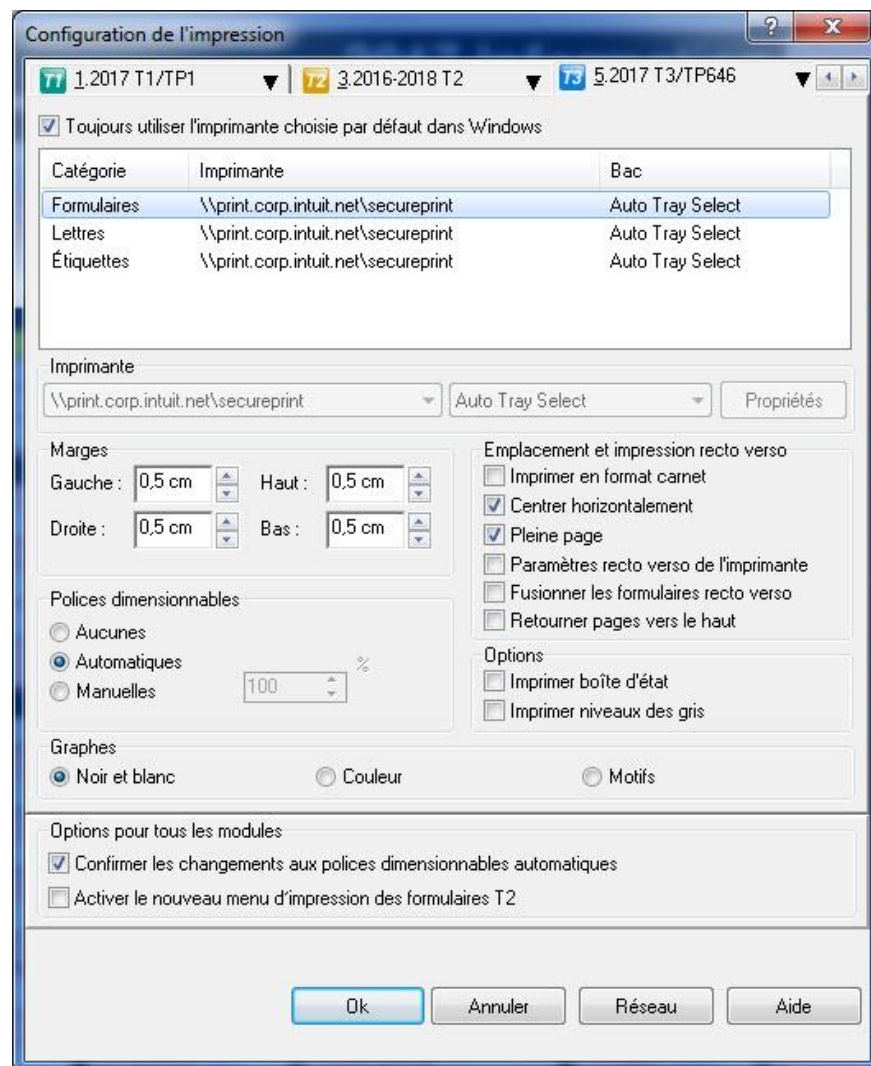 Configuration de l'impression
T1 1.2017 T1/TP1 T2 3.2016-2018 T2 T3 5.2017 T3/TP646
Toujours utiliser l'imprimante choisie par défaut dans Windows
Catégorie Imprimante Bac
Formulaires \\print.corp.intuit.net\secureprint Auto Tray Select
Lettres \\print.corp.intuit.net\secureprint Auto Tray Select
Étiquettes \\print.corp.intuit.net\secureprint Auto Tray Select
Imprimante
\\print.corp.intuit.net\secureprint Auto Tray Select Propriétés
Marges
Gauche : 0,5 cm Haut : 0,5 cm
Droite : 0,5 cm Bas : 0,5 cm
Emplacement et impression recto verso
Imprimer en format carnet
Centrer horizontalement
Pleine page
Paramètres recto verso de l'imprimante
Fusionner les formulaires recto verso
Retourner pages vers le haut
Polices dimensionnables
Aucunes
Automatiques
Manuelles 100 %
Options
Imprimer boîte d'état
Imprimer niveaux des gris
Graphes
Noir et blanc Couleur Motifs
Options pour tous les modules
Confirmer les changements aux polices dimensionnables automatiques
Activer le nouveau menu d'impression des formulaires T2
Ok Annuler Réseau Aide